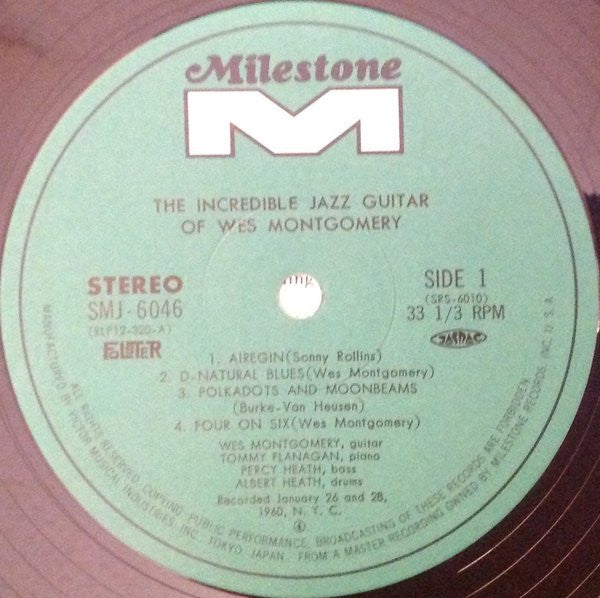 Milestone
M
THE INCREDIBLE JAZZ GUITAR
OF WES MONTGOMERY
STEREO
SMJ-6046
(RLP12-320-A)
SIDE 1
(SRS-6010)
33 1/3 RPM
JASRAC
1. AIREGIN (Sonny Rollins)
2. D-NATURAL BLUES (Wes Montgomery)
3. POLKADOTS AND MOONBEAMS
(Burke-Van Heusen)
4. FOUR ON SIX (Wes Montgomery)
WES MONTGOMERY, guitar
TOMMY FLANAGAN, piano
PERCY HEATH, bass
ALBERT HEATH, drums
Recorded January 26 and 28,
1960, N. Y. C.
④
ALL RIGHTS RESERVED. COPYING, PUBLIC PERFORMANCE, BROADCASTING OF THESE RECORDS ARE FORBIDDEN.
MANUFACTURED BY VICTOR MUSICAL INDUSTRIES, INC. TOKYO, JAPAN. FROM A MASTER RECORDING OWNED BY MILESTONE RECORDS (INC.) U.S.A.